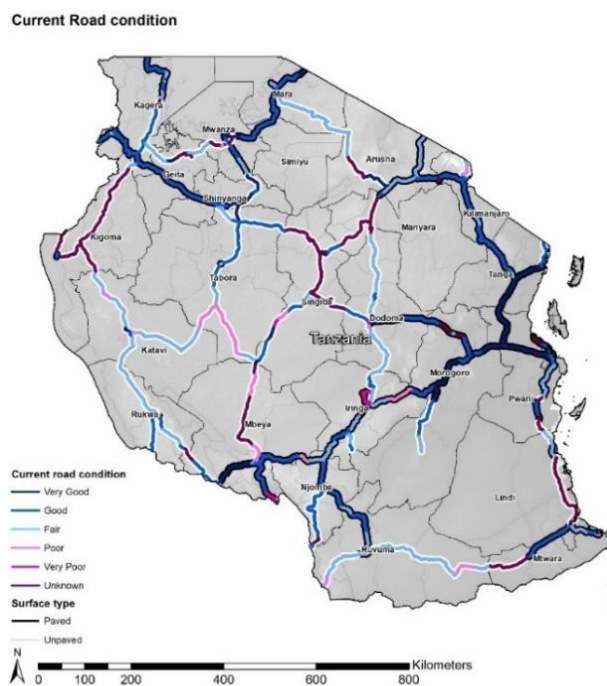 Current Road condition
Mara
Kagera
Mwanza
Simiyu
Arusha
Geita
Shinyanga
Kilimanjaro
Kigoma
Manyara
Tabora
Tanga
Singida
Dodoma
Tanzania
Katavi
Morogoro
Rukwa
Iringa
Pwani
Mbeya
Njombe
Lindi
Ruvuma
Mtwara
Current road condition
Very Good
Good
Fair
Poor
Very Poor
Unknown
Surface type
Paved
Unpaved
N
Kilometers
0 100 200 400 600 800